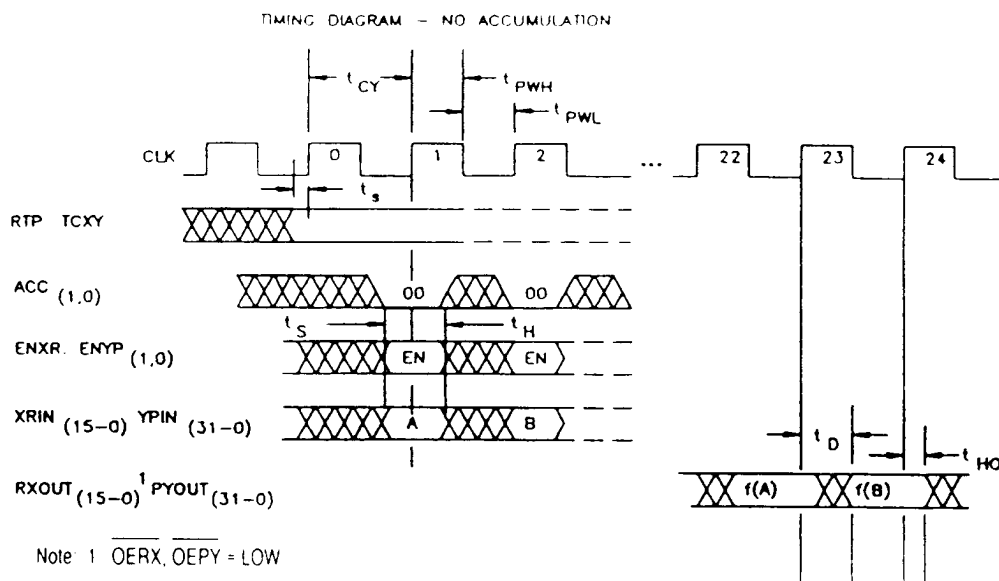 TIMING DIAGRAM – NO ACCUMULATION
t CY
t PWH
t PWL
CLK 0 1 2 ... 22 23 24
t s
RTP TCXY
ACC (1,0) 00 00
t S t H
ENXR. ENYP (1,0) EN EN
XRIN (15-0) YPIN (31-0) A B
t D
t HO
RXOUT (15-0) 1 PYOUT (31-0) f(A) f(B)
Note: 1 OERX, OEPY = LOW